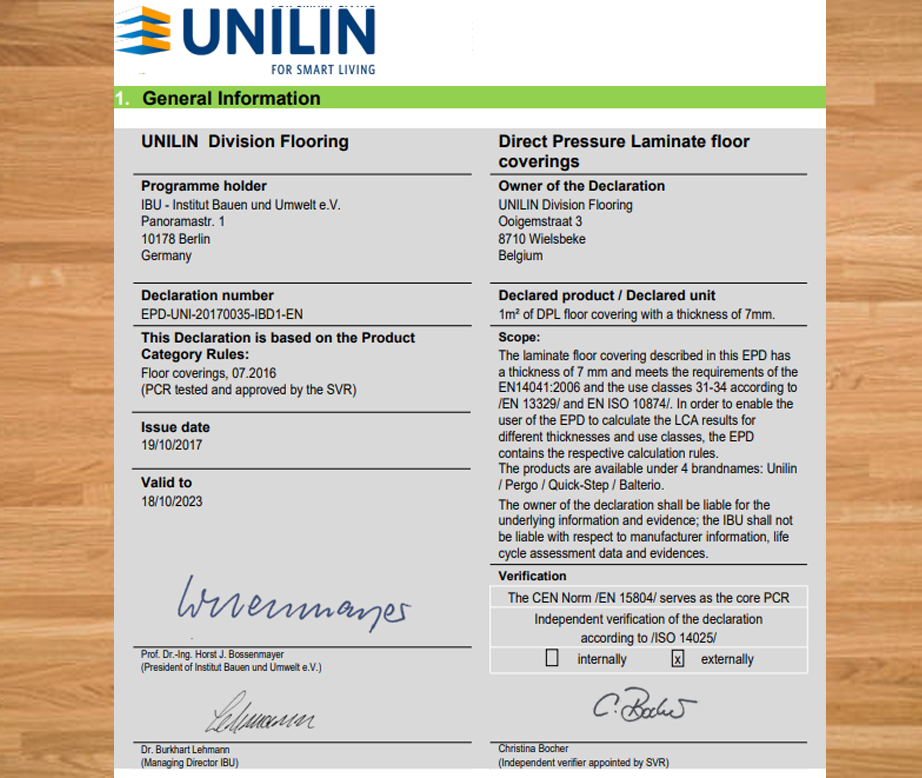 UNILIN
FOR SMART LIVING
1. General Information
UNILIN Division Flooring
Programme holder
IBU - Institut Bauen und Umwelt e.V.
Panoramastr. 1
10178 Berlin
Germany
Declaration number
EPD-UNI-20170035-IBD1-EN
This Declaration is based on the Product
Category Rules:
Floor coverings, 07.2016
(PCR tested and approved by the SVR)
Issue date
19/10/2017
Valid to
18/10/2023
Prof. Dr.-Ing. Horst J. Bossenmayer
(President of Institut Bauen und Umwelt e.V.)
Lehmann
Dr. Burkhart Lehmann
(Managing Director IBU)
Direct Pressure Laminate floor
coverings
Owner of the Declaration
UNILIN Division Flooring
Ooigemstraat 3
8710 Wielsbeke
Belgium
Declared product / Declared unit
1m² of DPL floor covering with a thickness of 7mm.
Scope:
The laminate floor covering described in this EPD has
a thickness of 7 mm and meets the requirements of the
EN14041:2006 and the use classes 31-34 according to
/EN 13329/ and EN ISO 10874/. In order to enable the
user of the EPD to calculate the LCA results for
different thicknesses and use classes, the EPD
contains the respective calculation rules.
The products are available under 4 brandnames: Unilin
/ Pergo / Quick-Step / Balterio.
The owner of the declaration shall be liable for the
underlying information and evidence; the IBU shall not
be liable with respect to manufacturer information, life
cycle assessment data and evidences.
Verification
The CEN Norm /EN 15804/ serves as the core PCR
Independent verification of the declaration
according to /ISO 14025/
internally x externally
C. Bocher
Christina Bocher
(Independent verifier appointed by SVR)